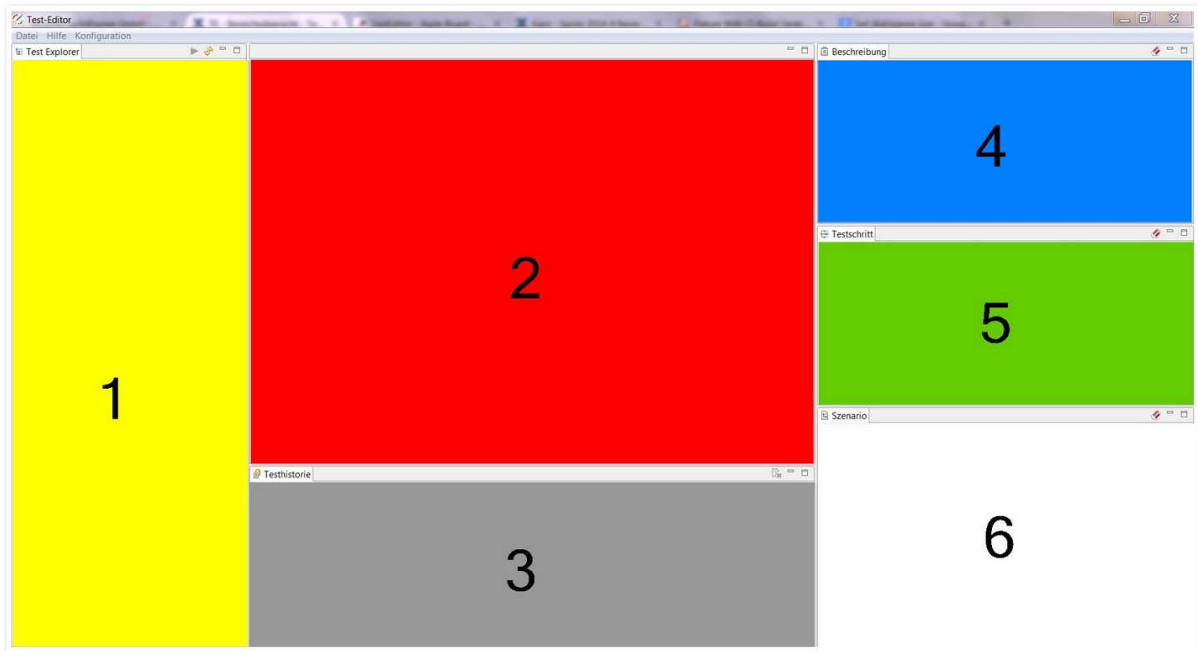 Test-Editor
Datei Hilfe Konfiguration
Test Explorer
Beschreibung
4
Testschritt
2
5
1
Szenario
Testhistorie
6
3